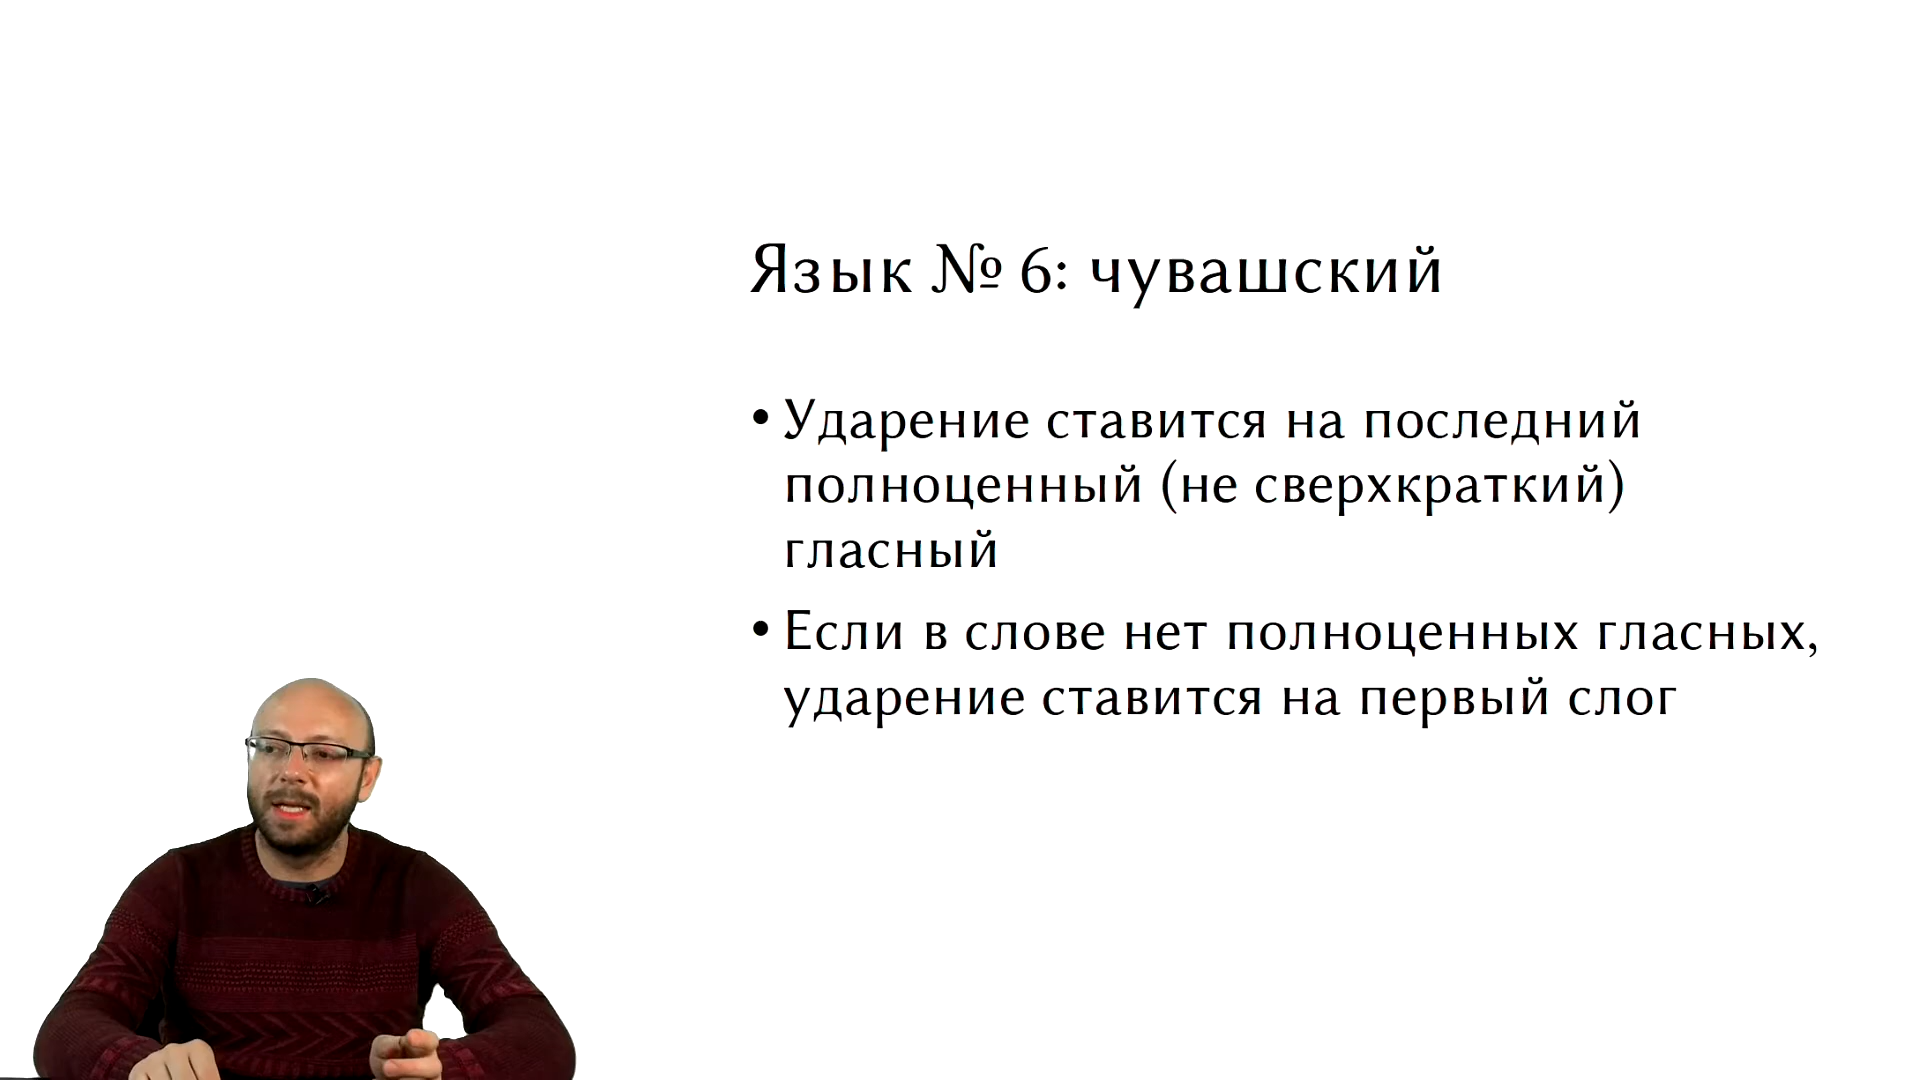 Язык № 6: чувашский
• Ударение ставится на последний
полноценный (не сверхкраткий)
гласный
• Если в слове нет полноценных гласных,
ударение ставится на первый слог